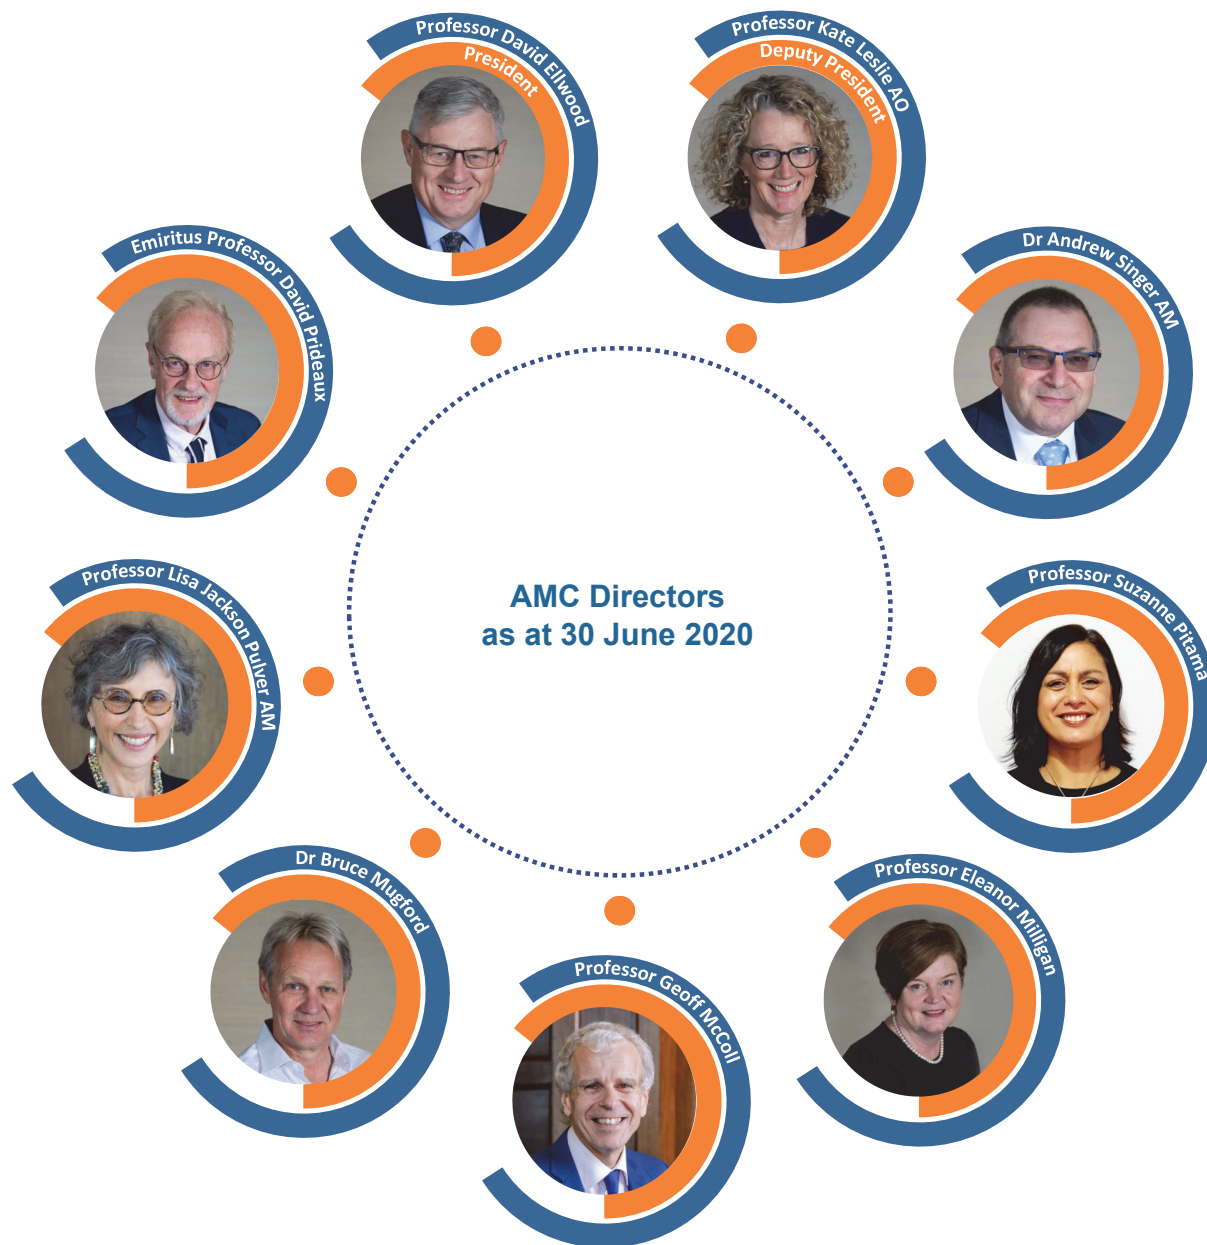 Professor David Ellwood
President
Professor Kate Leslie AO
Deputy President
Dr Andrew Singer AM
Professor Suzanne Pitama
Professor Eleanor Milligan
Professor Geoff McColl
Dr Bruce Mugford
Professor Lisa Jackson Pulver AM
Emiritus Professor David Prideaux
AMC Directors
as at 30 June 2020